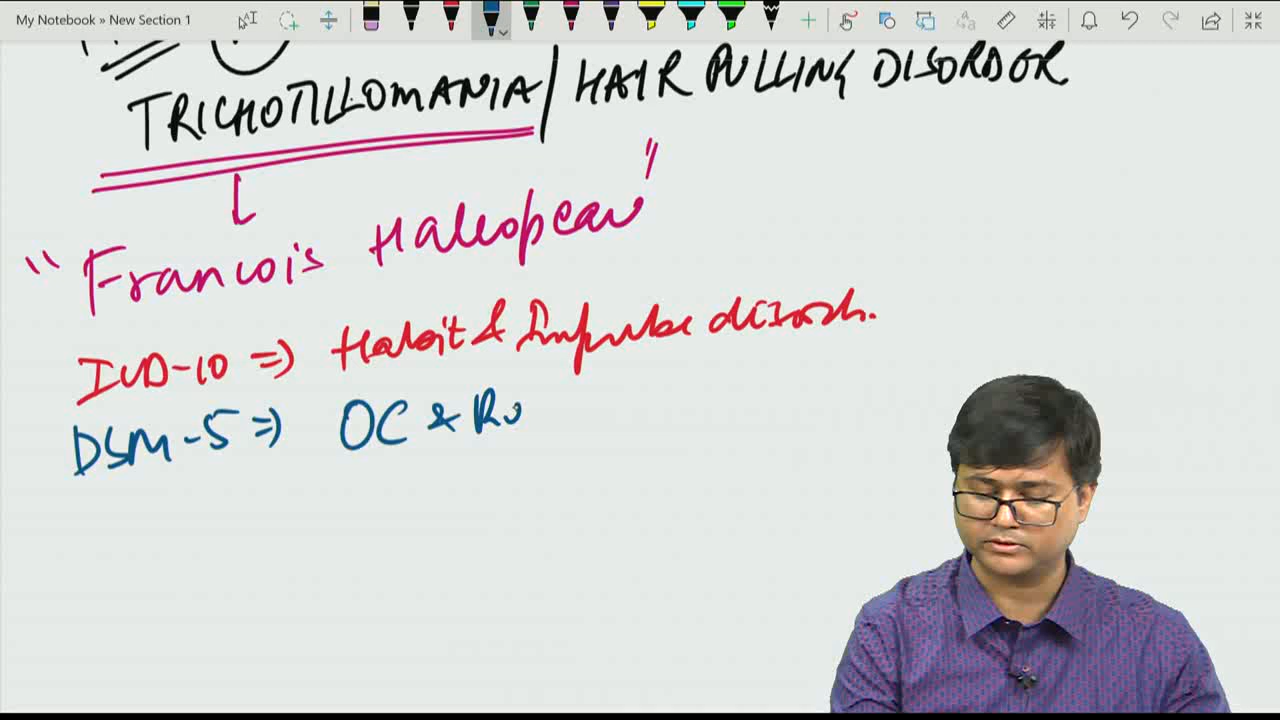 My Notebook » New Section 1
TRICHOTILLOMANIA / HAIR PULLING DISORDER
"Francois Hallopeau"
ICD-10 => Habit & Impulse disorder.
DSM-5 => OC & R